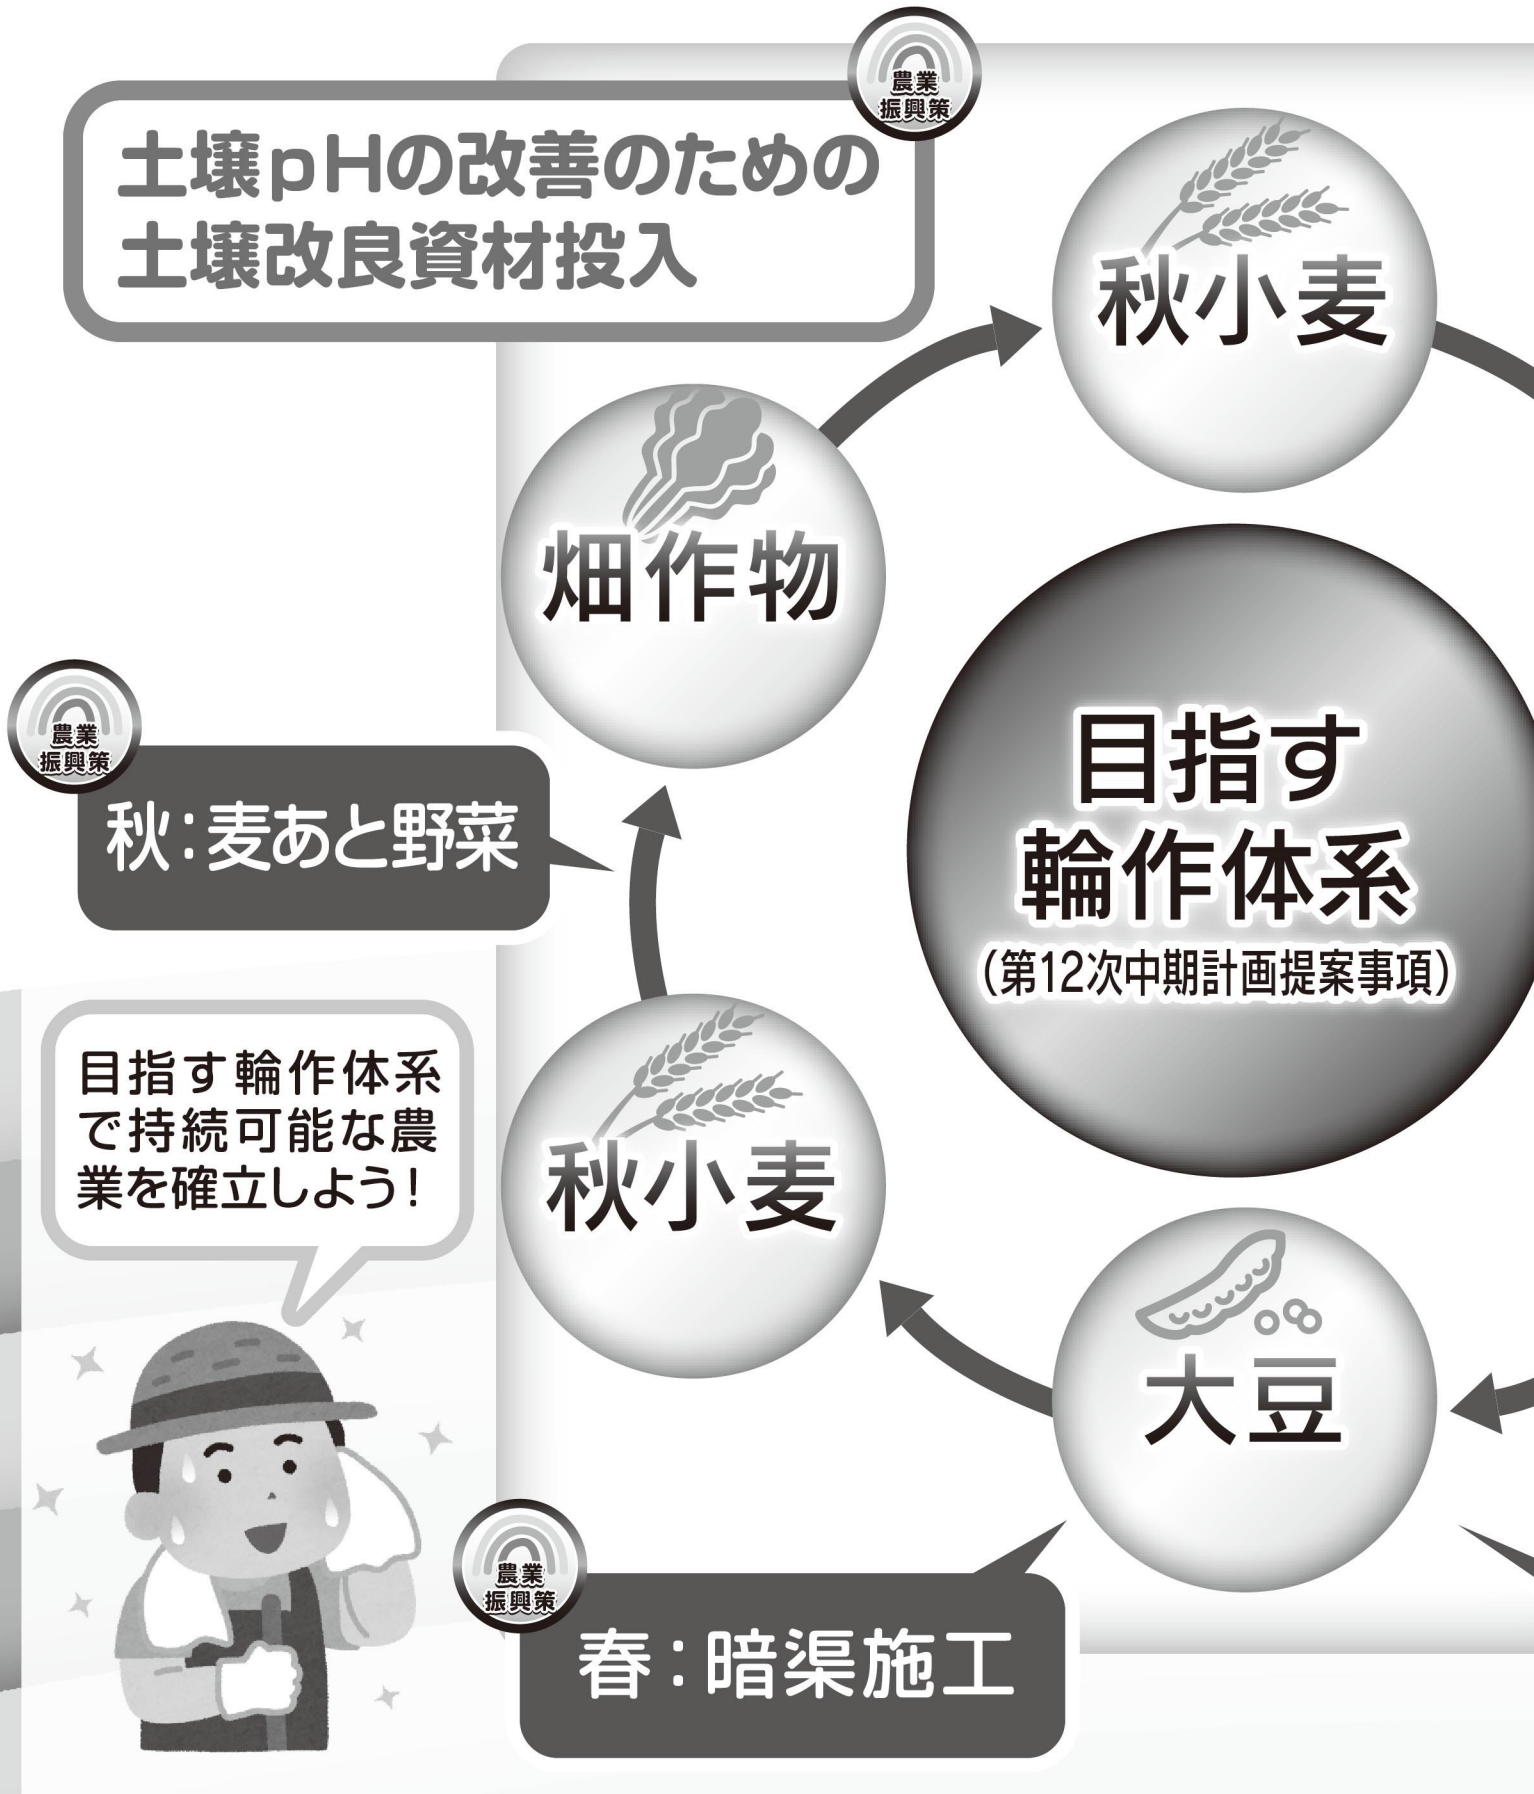 農業
振興策
土壌pHの改善のための
土壌改良資材投入
秋小麦
畑作物
農業
振興策
秋:麦あと野菜
目指す
輪作体系
(第12次中期計画提案事項)
目指す輪作体系
で持続可能な農
業を確立しよう!
秋小麦
大豆
農業
振興策
春:暗渠施工